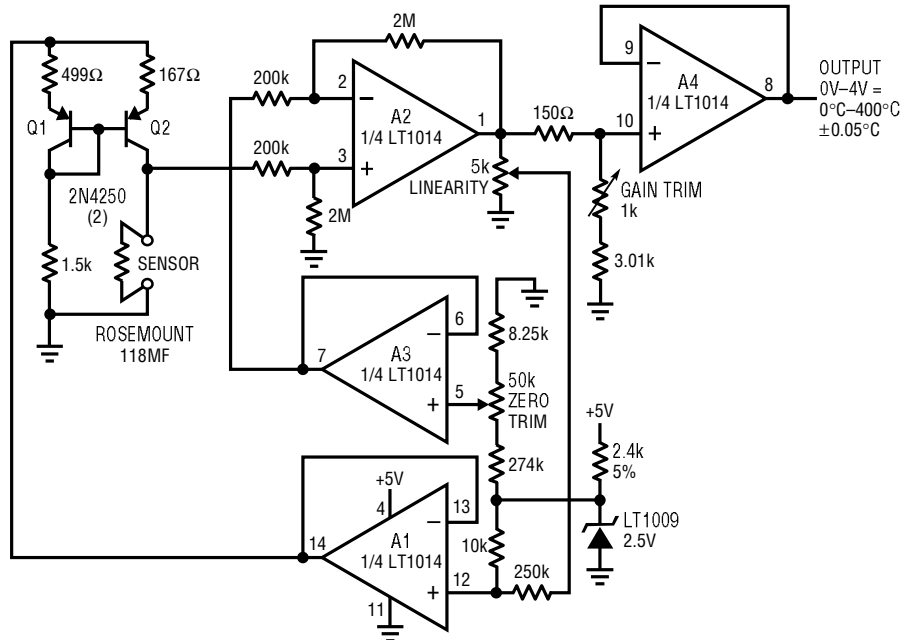 2M
499Ω
167Ω
Q1
Q2
2N4250
(2)
1.5k
SENSOR
ROSEMOUNT
118MF
200k
200k
2
3
A2
1/4 LT1014
1
2M
5k
LINEARITY
150Ω
9
10
A4
1/4 LT1014
8
OUTPUT
0V–4V =
0°C–400°C
±0.05°C
GAIN TRIM
1k
3.01k
7
A3
1/4 LT1014
6
5
8.25k
50k
ZERO
TRIM
274k
+5V
2.4k
5%
LT1009
2.5V
+5V
4
14
A1
1/4 LT1014
13
12
11
10k
250k
–
+
–
+
–
+
–
+